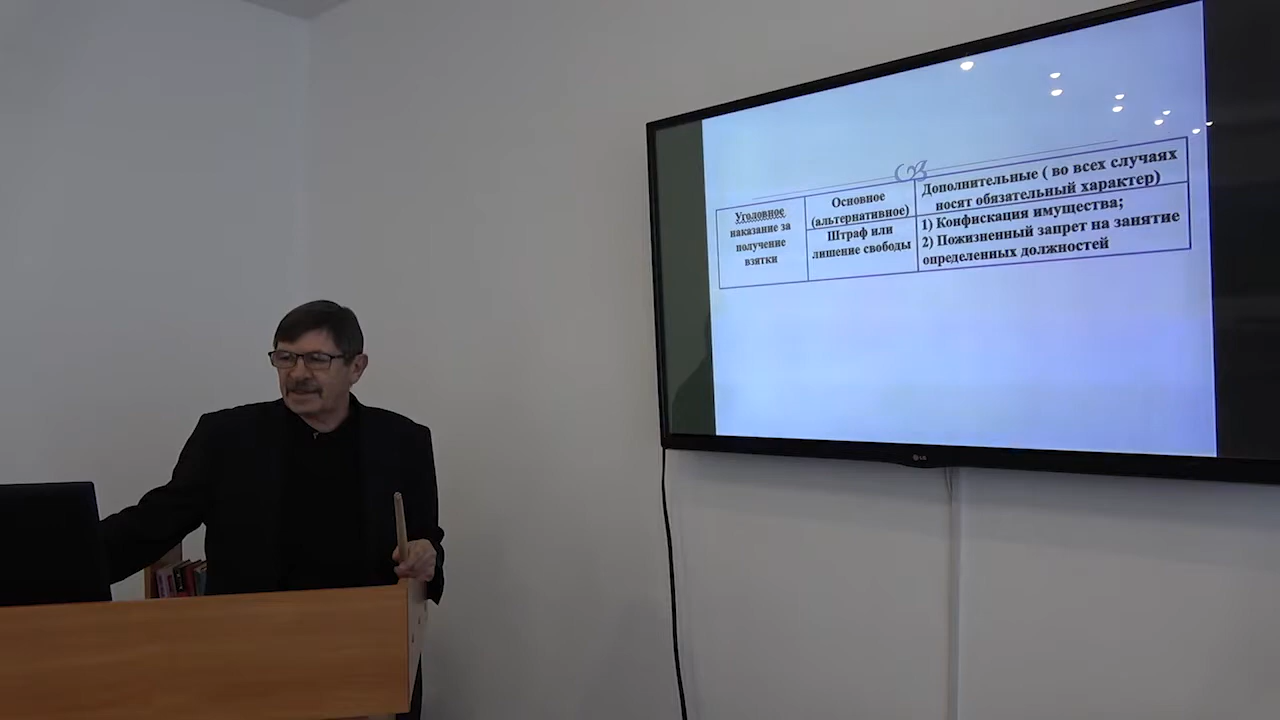 Уголовное
наказание за
получение
взятки
Основное
(альтернативное)
Штраф или
лишение свободы
Дополнительные ( во всех случаях
носят обязательный характер)
1) Конфискация имущества;
2) Пожизненный запрет на занятие
определенных должностей
LG